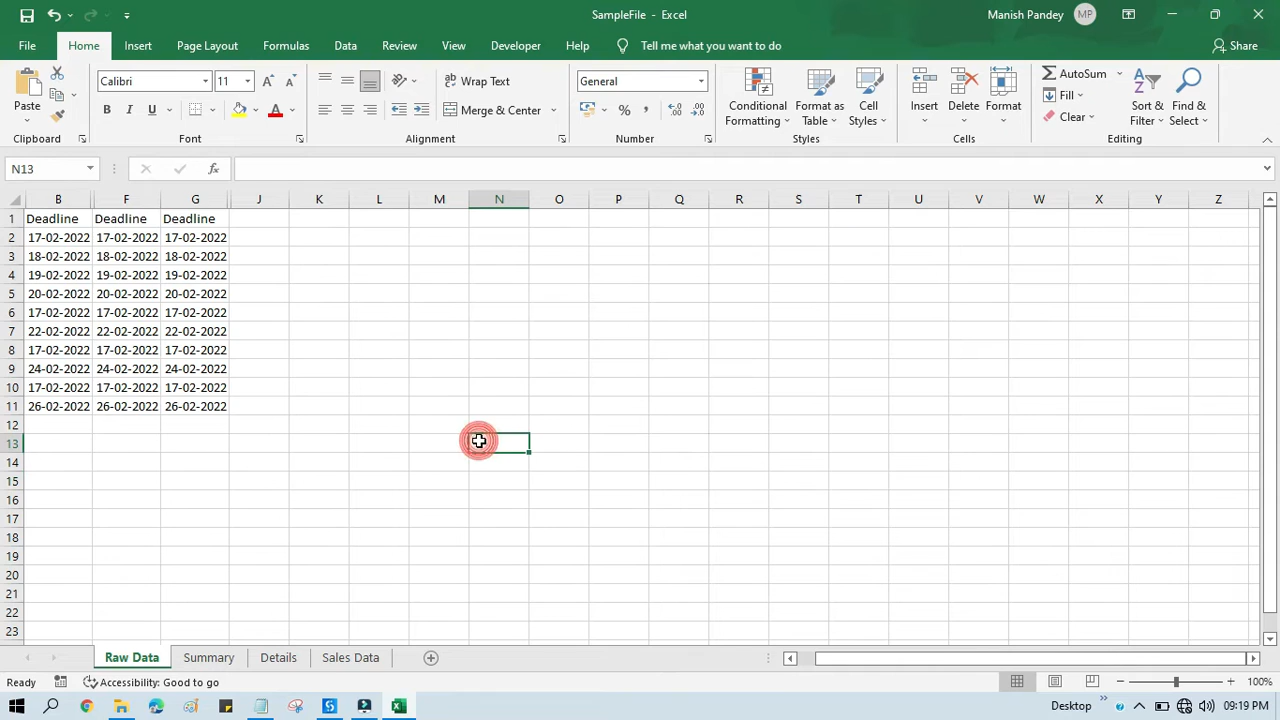 SampleFile - Excel
Manish Pandey MP
File Home Insert Page Layout Formulas Data Review View Developer Help Tell me what you want to do Share
Calibri 11 Wrap Text General AutoSum
Paste Conditional Formatting Format as Table Cell Styles Insert Delete Format Fill Sort & Filter Find & Select
B I U A Merge & Center % , Clear
Clipboard Font Alignment Number Styles Cells Editing
N13 fx
B F G J K L M N O P Q R S T U V W X Y Z
1 Deadline Deadline Deadline
2 17-02-2022 17-02-2022 17-02-2022
3 18-02-2022 18-02-2022 18-02-2022
4 19-02-2022 19-02-2022 19-02-2022
5 20-02-2022 20-02-2022 20-02-2022
6 17-02-2022 17-02-2022 17-02-2022
7 22-02-2022 22-02-2022 22-02-2022
8 17-02-2022 17-02-2022 17-02-2022
9 24-02-2022 24-02-2022 24-02-2022
10 17-02-2022 17-02-2022 17-02-2022
11 26-02-2022 26-02-2022 26-02-2022
12
13
14
15
16
17
18
19
20
21
22
23
Raw Data Summary Details Sales Data
Ready Accessibility: Good to go 100%
Desktop 09:19 PM